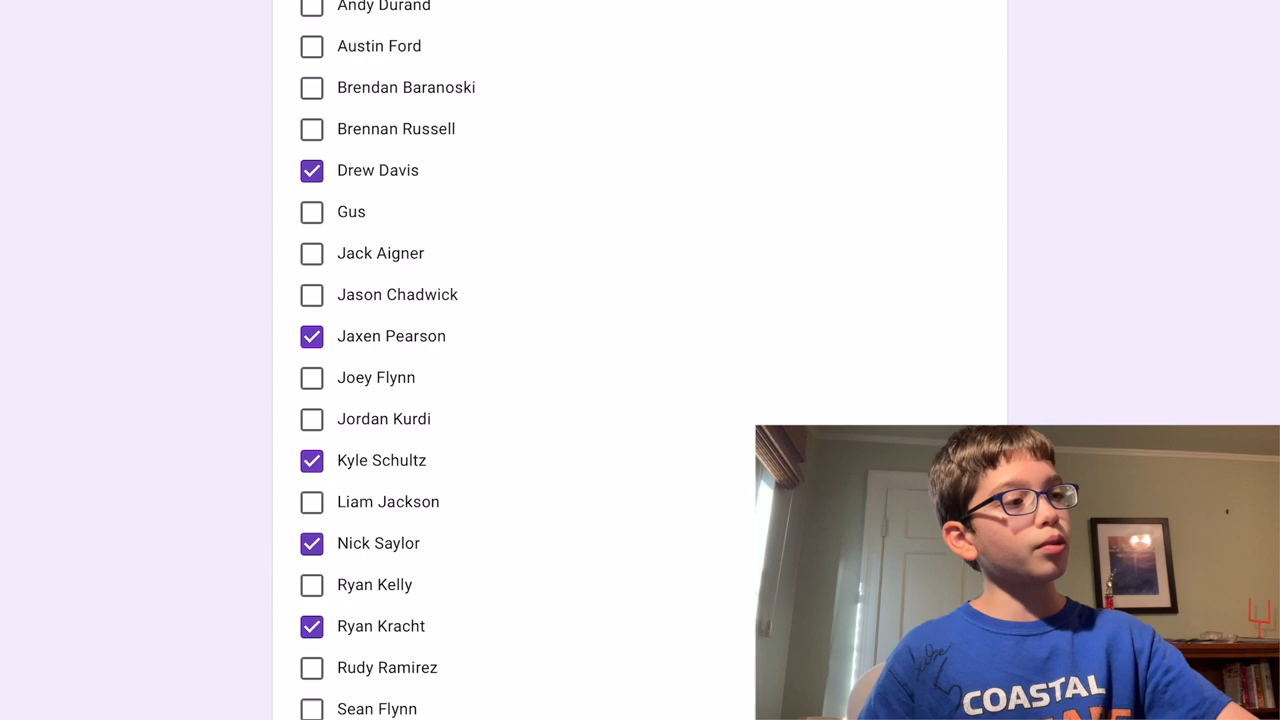 Andy Durand
Austin Ford
Brendan Baranoski
Brennan Russell
Drew Davis
Gus
Jack Aigner
Jason Chadwick
Jaxen Pearson
Joey Flynn
Jordan Kurdi
Kyle Schultz
Liam Jackson
Nick Saylor
Ryan Kelly
Ryan Kracht
Rudy Ramirez
Sean Flynn
COASTAL